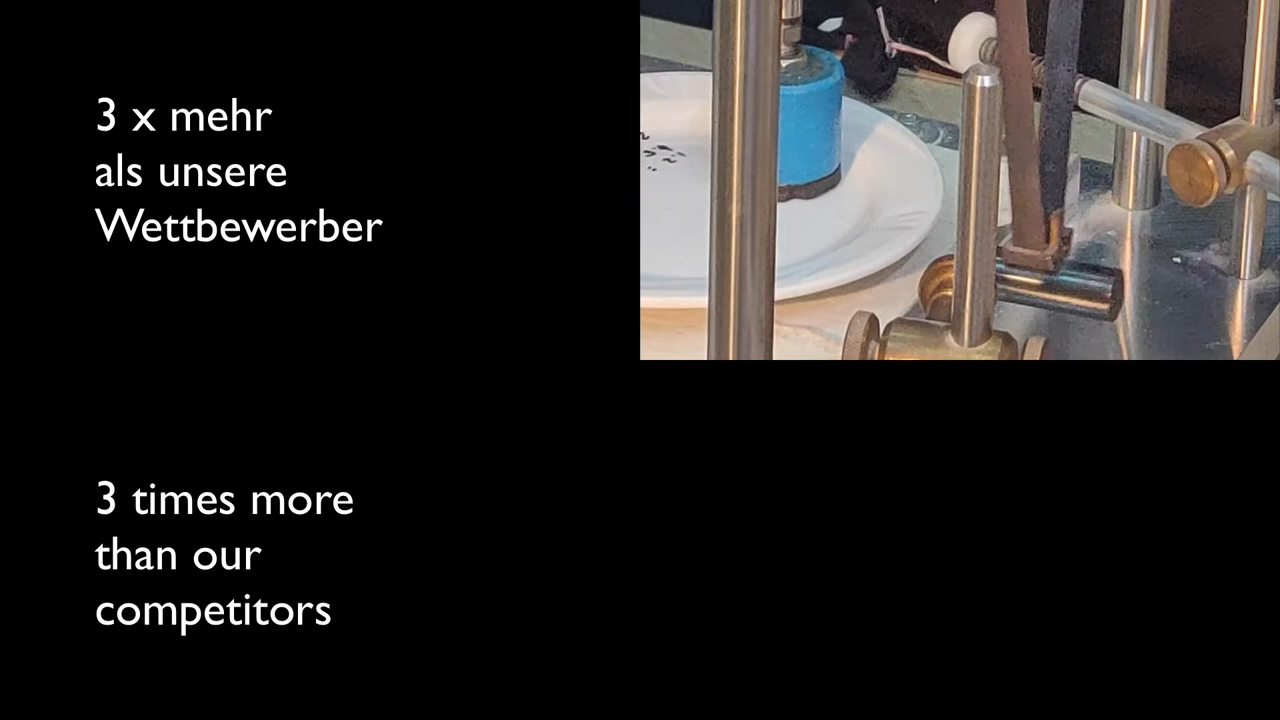 3 x mehr
als unsere
Wettbewerber
3 times more
than our
competitors